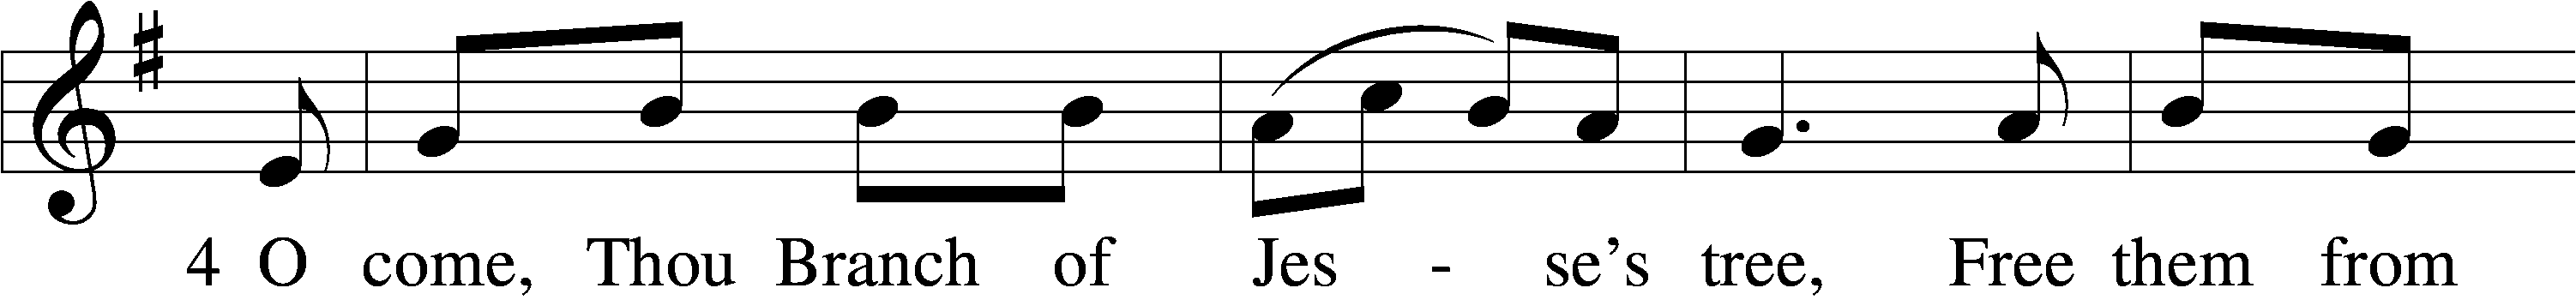 4 O come, Thou Branch of Jes - se’s tree, Free them from